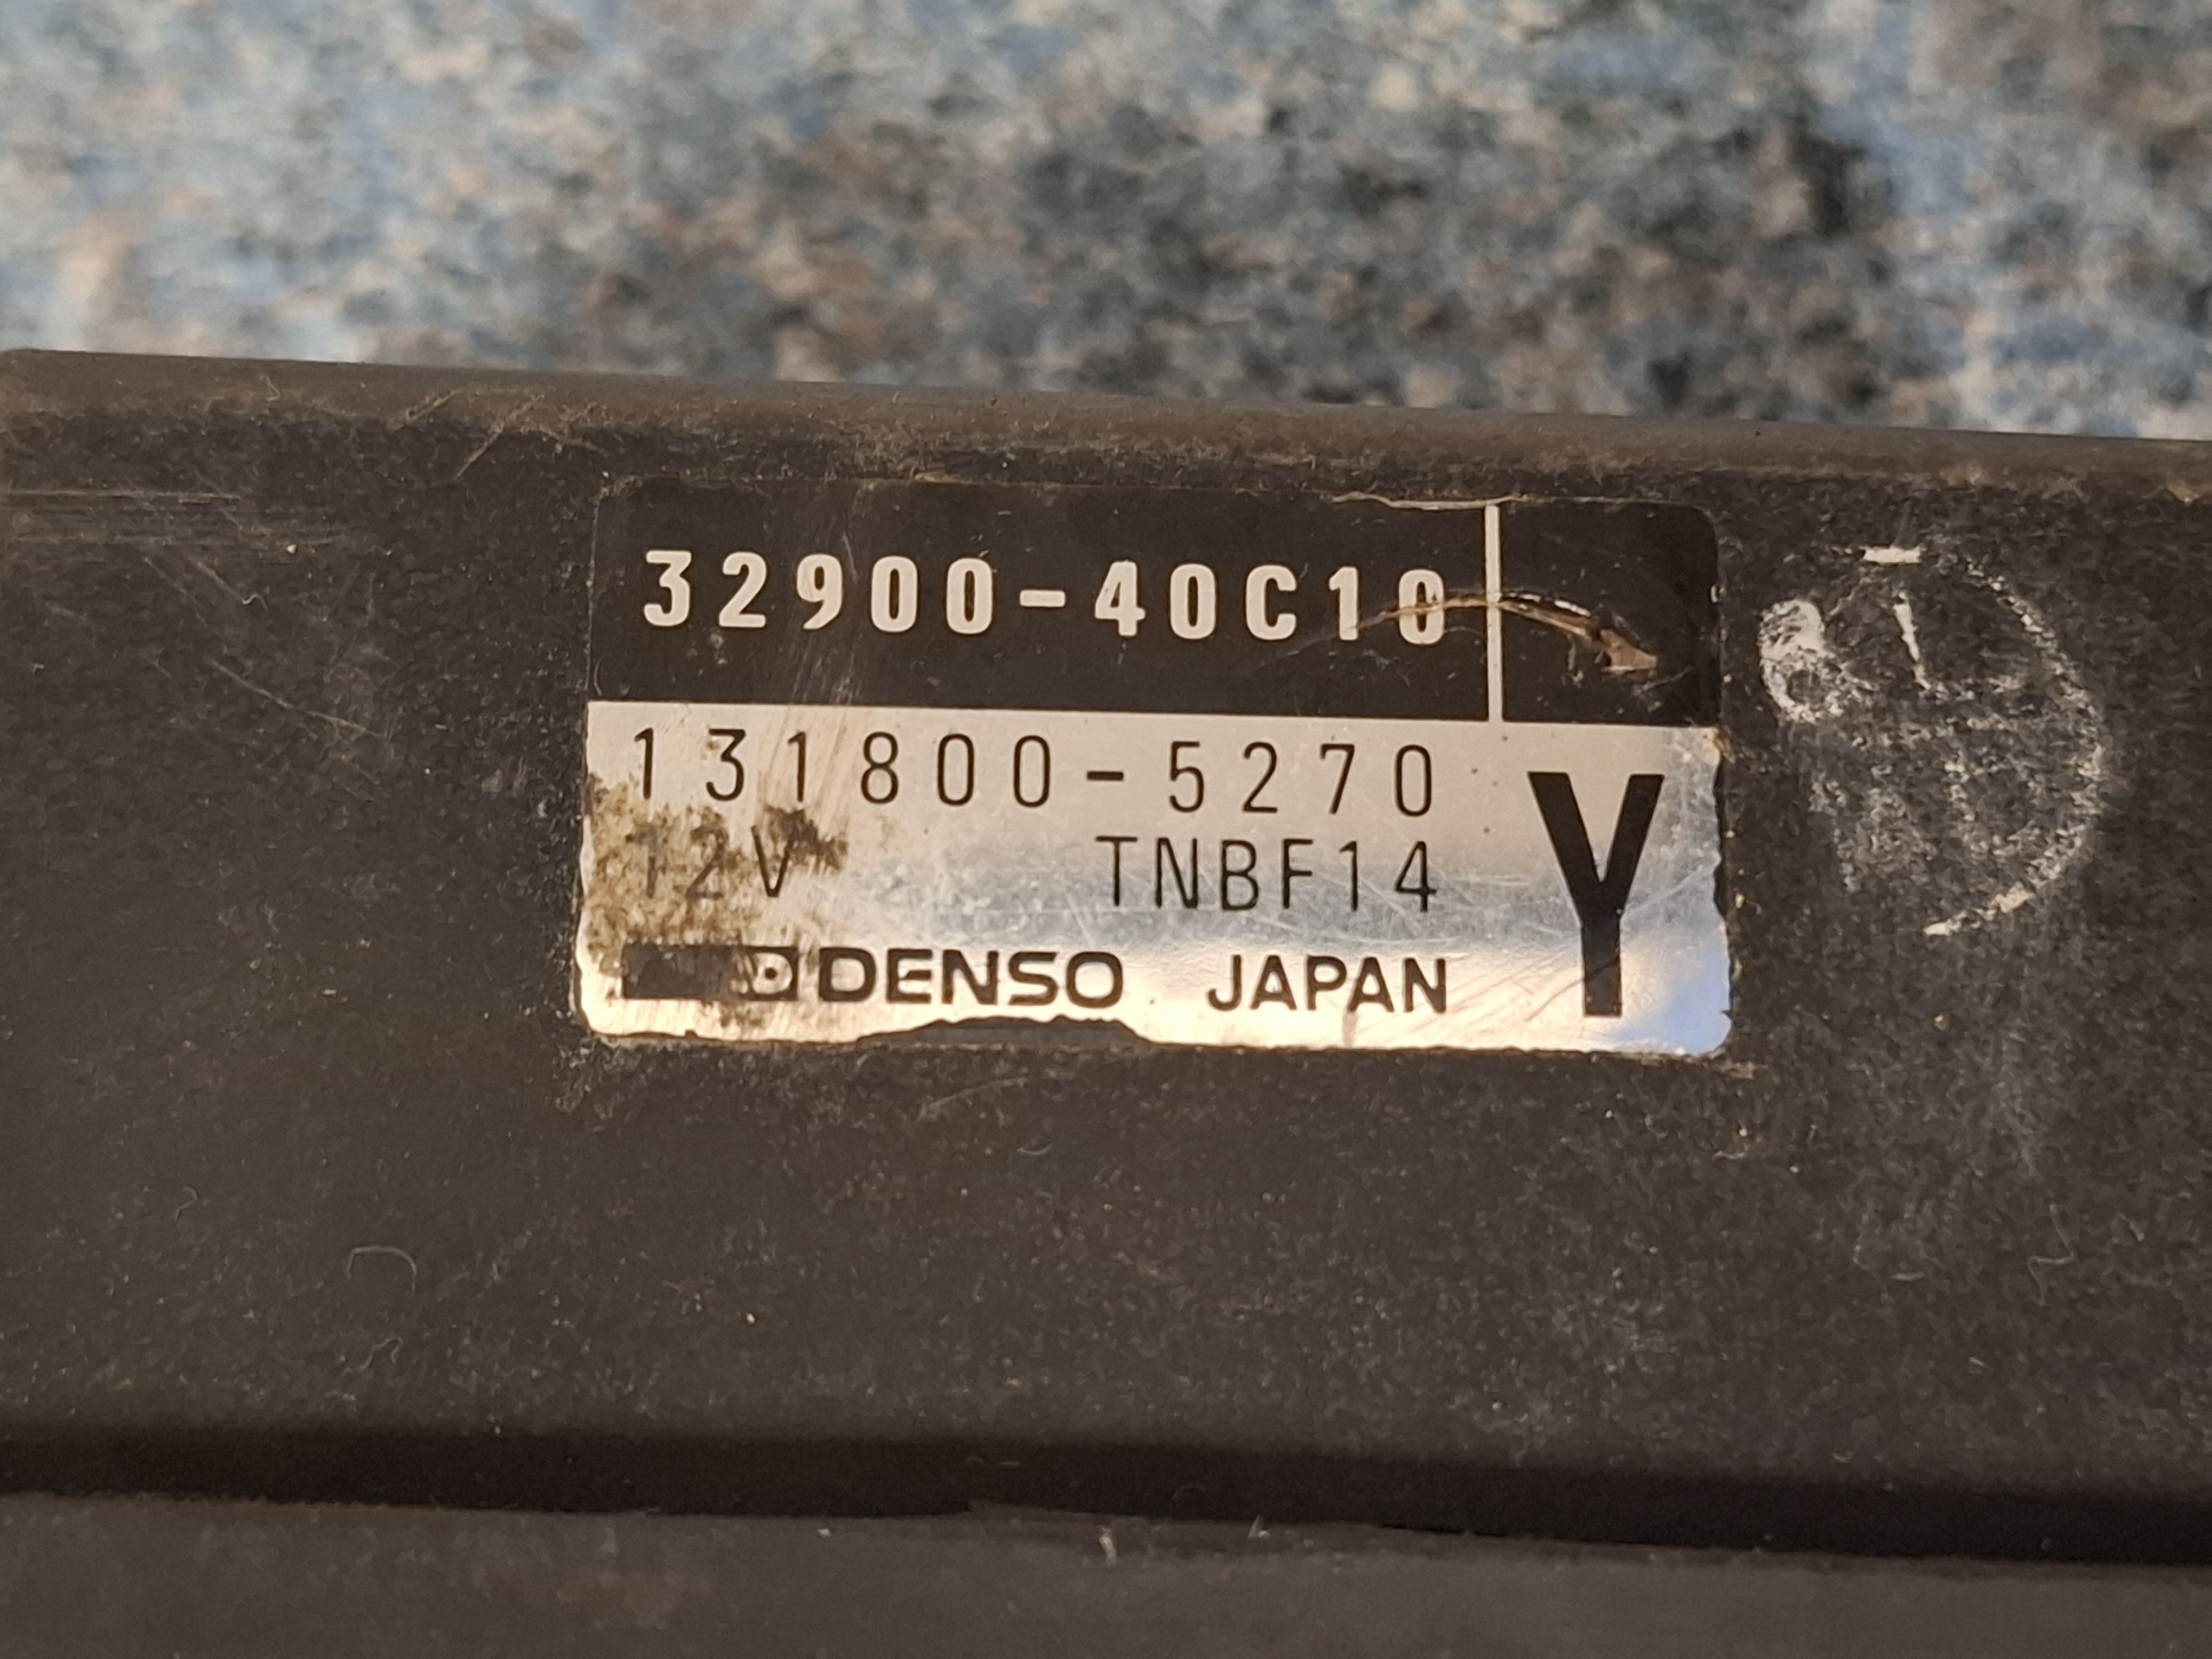 32900-40C10
131800-5270
12V TNBF14
Y
DENSO JAPAN